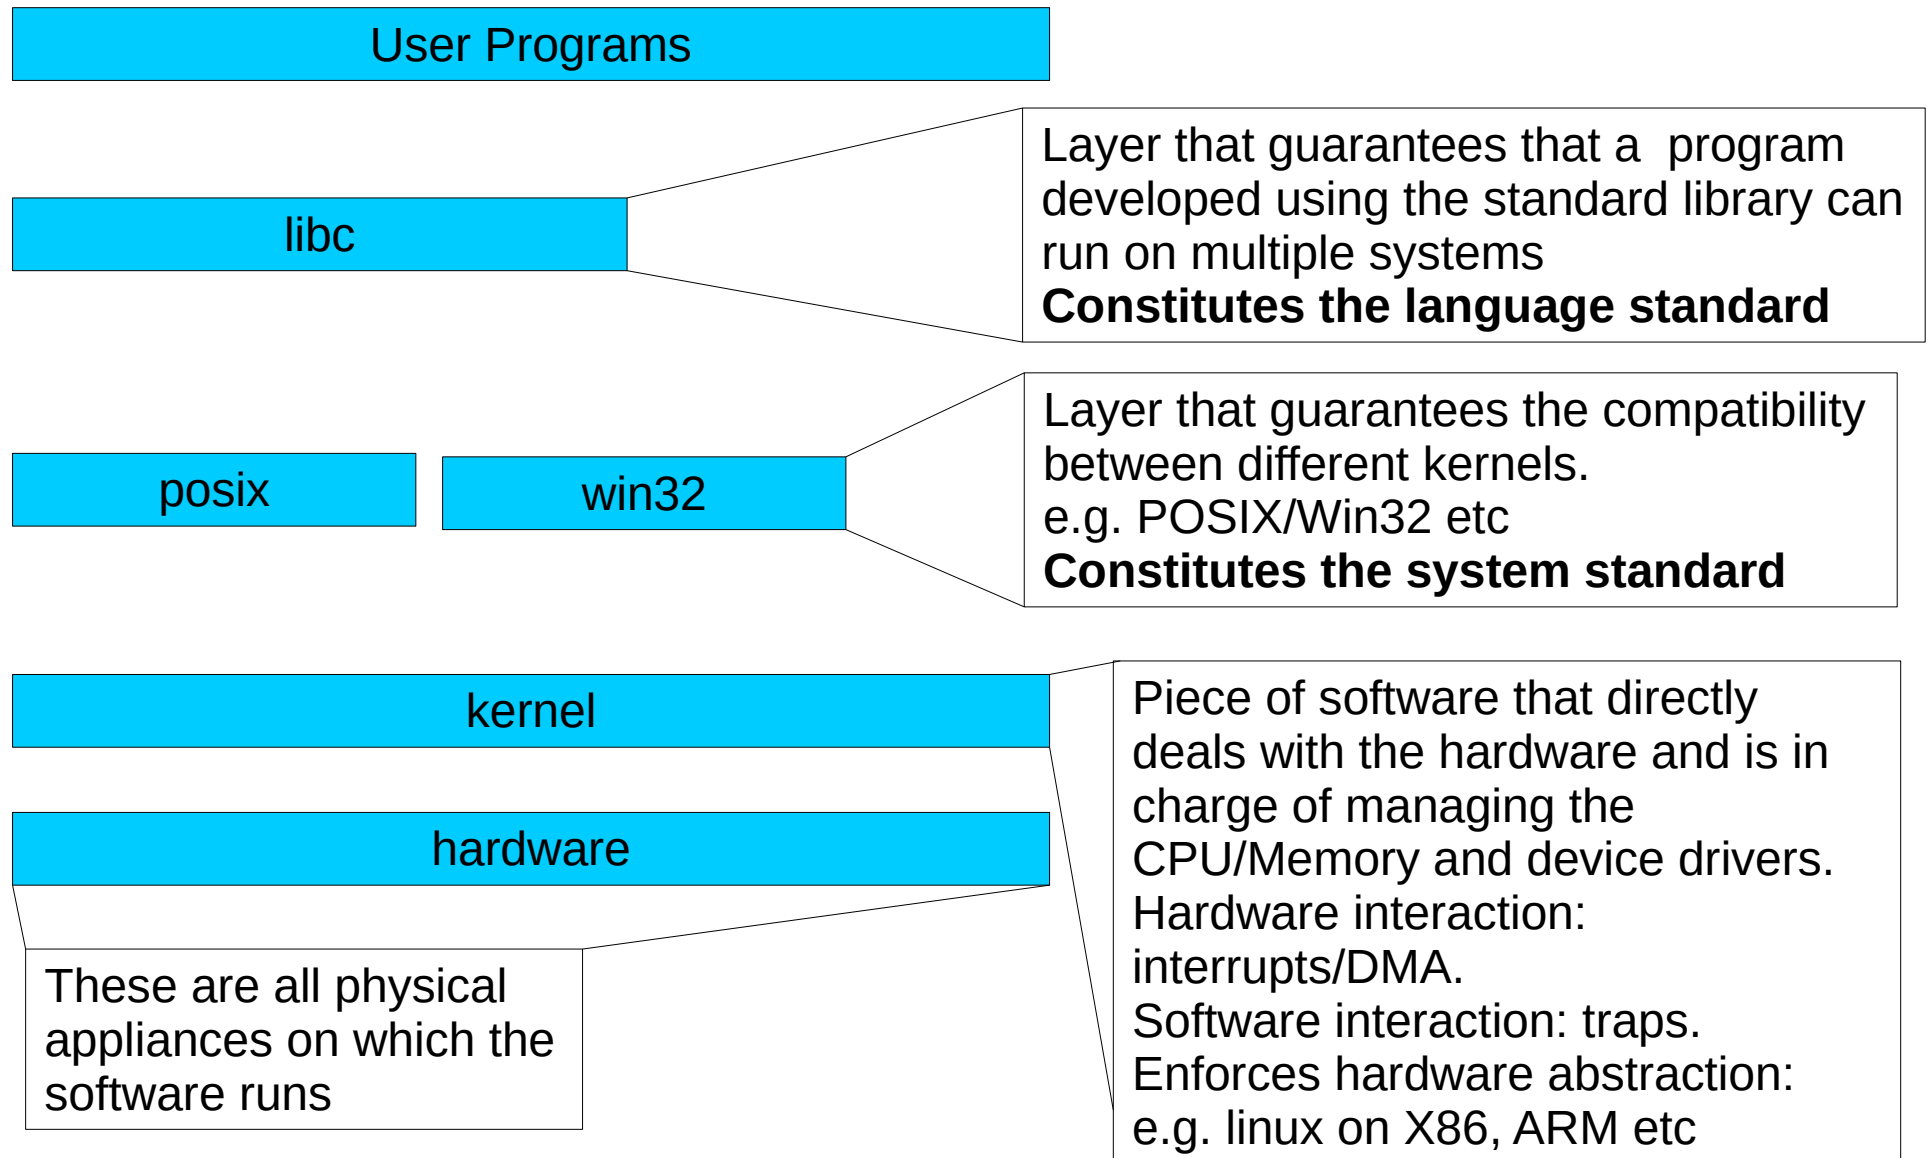 User Programs
Layer that guarantees that a  program
developed using the standard library can
run on multiple systems
Constitutes the language standard
libc
Layer that guarantees the compatibility
between different kernels.
e.g. POSIX/Win32 etc
Constitutes the system standard
posix
win32
kernel
Piece of software that directly
deals with the hardware and is in
charge of managing the
CPU/Memory and device drivers.
Hardware interaction:
interrupts/DMA.
Software interaction: traps.
Enforces hardware abstraction:
e.g. linux on X86, ARM etc
hardware
These are all physical
appliances on which the
software runs